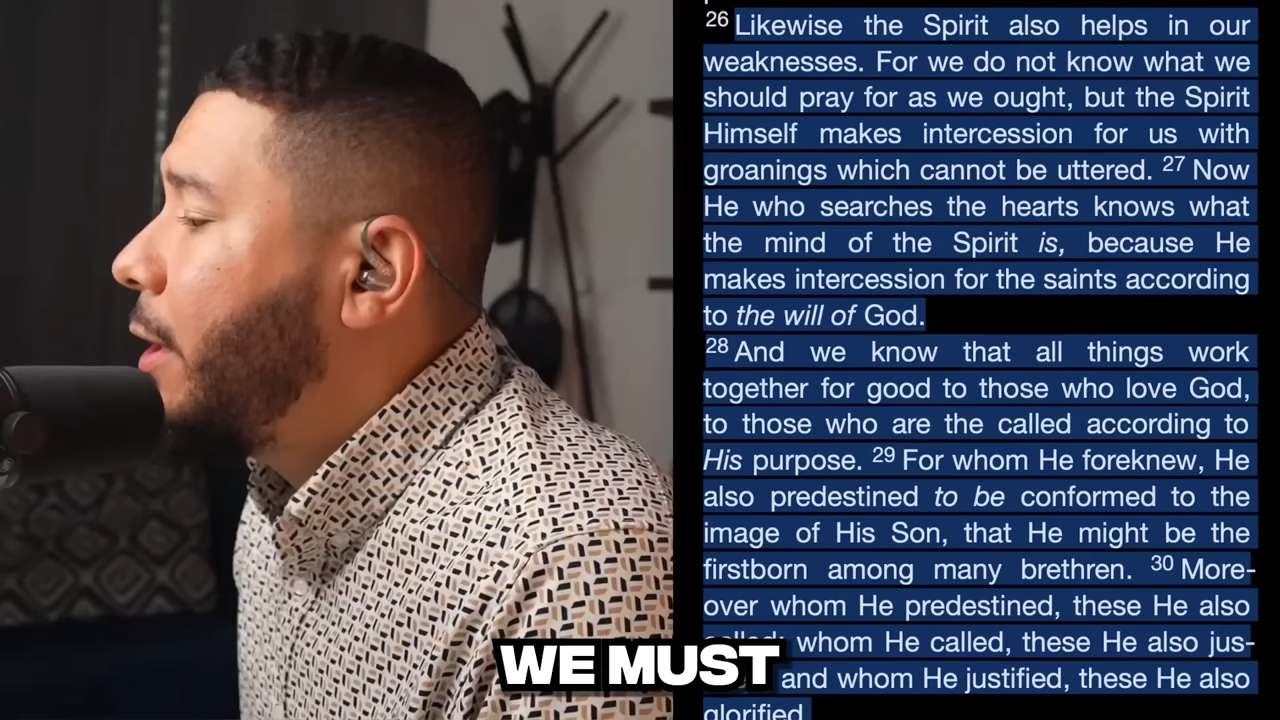 26 Likewise the Spirit also helps in our
weaknesses. For we do not know what we
should pray for as we ought, but the Spirit
Himself makes intercession for us with
groanings which cannot be uttered. 27 Now
He who searches the hearts knows what
the mind of the Spirit is, because He
makes intercession for the saints according
to the will of God.
28 And we know that all things work
together for good to those who love God,
to those who are the called according to
His purpose. 29 For whom He foreknew, He
also predestined to be conformed to the
image of His Son, that He might be the
firstborn among many brethren. 30 More-
over whom He predestined, these He also
called; whom He called, these He also jus-
and whom He justified, these He also
glorified
WE MUST